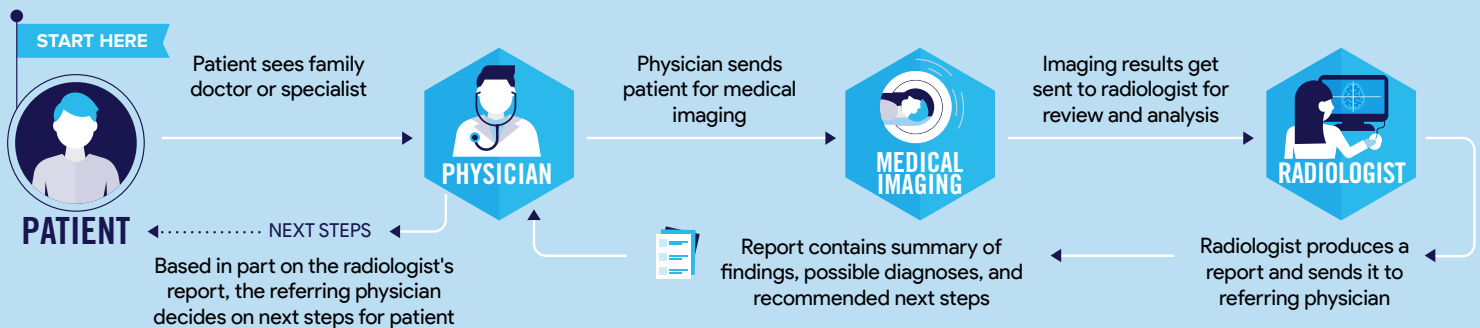 START HERE
Patient sees family
doctor or specialist
Physician sends
patient for medical
imaging
Imaging results get
sent to radiologist for
review and analysis
PATIENT
PHYSICIAN
MEDICAL
IMAGING
RADIOLOGIST
Radiologist produces a
report and sends it to
referring physician
Report contains summary of
findings, possible diagnoses, and
recommended next steps
NEXT STEPS
Based in part on the radiologist's
report, the referring physician
decides on next steps for patient